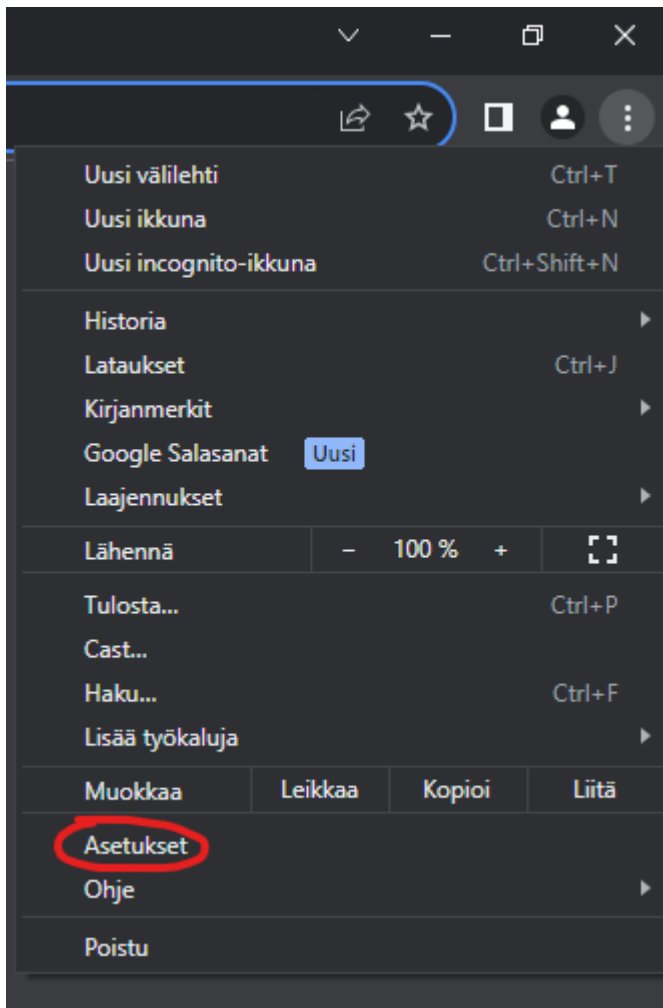 Uusi välilehti Ctrl+T
Uusi ikkuna Ctrl+N
Uusi incognito-ikkuna Ctrl+Shift+N
Historia
Lataukset Ctrl+J
Kirjanmerkit
Google Salasanat Uusi
Laajennukset
Lähennä – 100 % +
Tulosta... Ctrl+P
Cast...
Haku... Ctrl+F
Lisää työkaluja
Muokkaa Leikkaa Kopioi Liitä
Asetukset
Ohje
Poistu